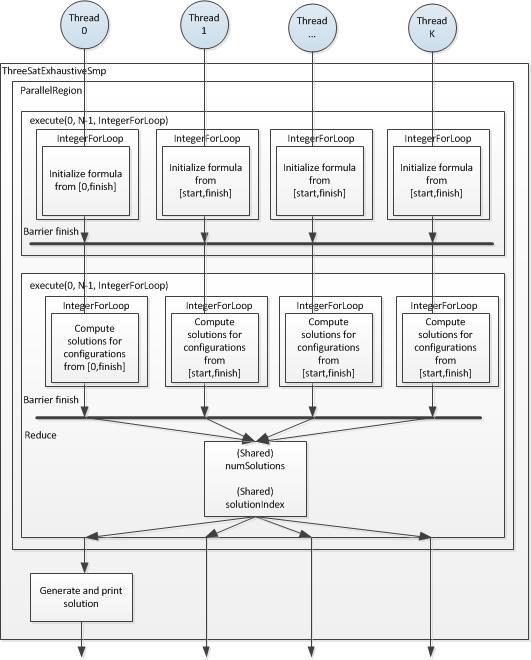 Thread
0
Thread
1
Thread
...
Thread
K
ThreeSatExhaustiveSmp
ParallelRegion
execute(0, N-1, IntegerForLoop)
IntegerForLoop
IntegerForLoop
IntegerForLoop
IntegerForLoop
Initialize formula
from [0,finish]
Initialize formula
from
[start,finish]
Initialize formula
from
[start,finish]
Initialize formula
from
[start,finish]
Barrier finish
execute(0, N-1, IntegerForLoop)
IntegerForLoop
IntegerForLoop
IntegerForLoop
IntegerForLoop
Compute
solutions for
configurations
from [0,finish]
Compute
solutions for
configurations
from
[start,finish]
Compute
solutions for
configurations
from
[start,finish]
Compute
solutions for
configurations
from
[start,finish]
Barrier finish
Reduce
(Shared)
numSolutions
(Shared)
solutionIndex
Generate and print
solution